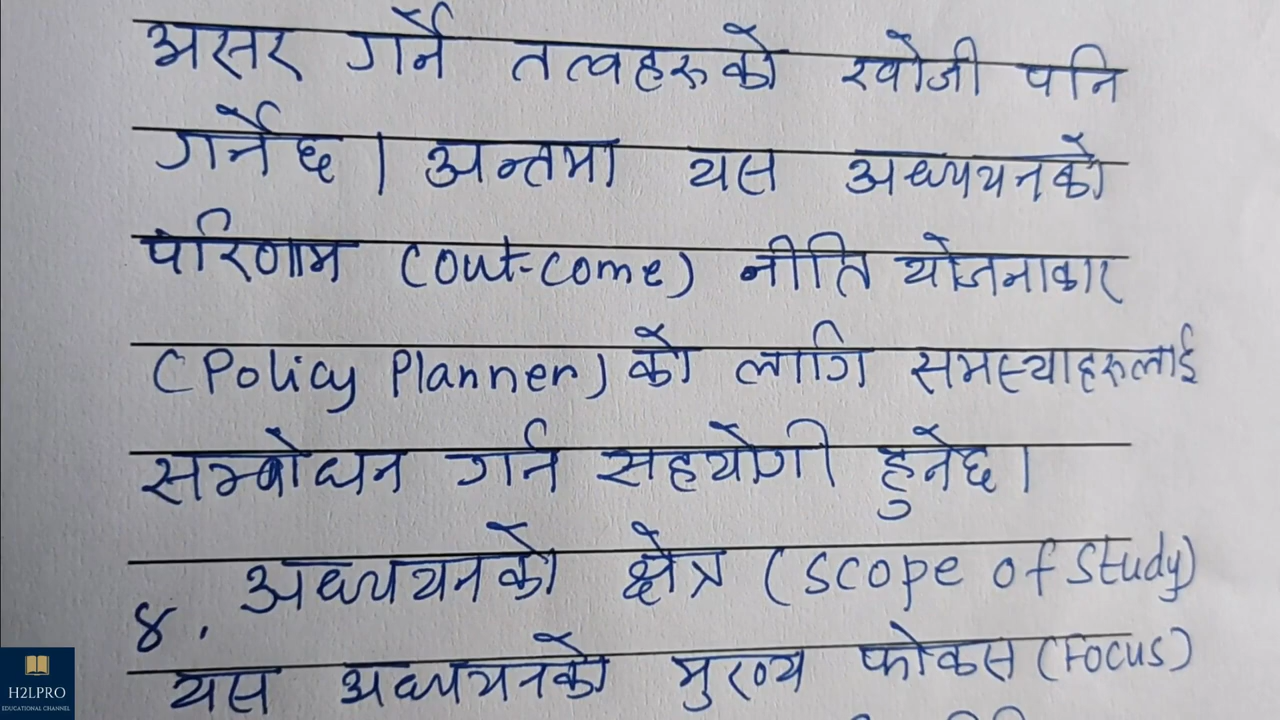 असर गर्ने तत्वहरुको खोजी पनि
गर्नेछ । अन्तमा यस अध्ययनको
परिणाम (out-come) नीति योजनाकार
(Policy Planner) को लागि समस्याहरुलाई
सम्बोधन गर्न सहयोगी हुनेछ ।
४. अध्ययनको क्षेत्र (scope of study)
यस अध्ययनको मुख्य फोकस (Focus)
H2LPRO
EDUCATIONAL CHANNEL